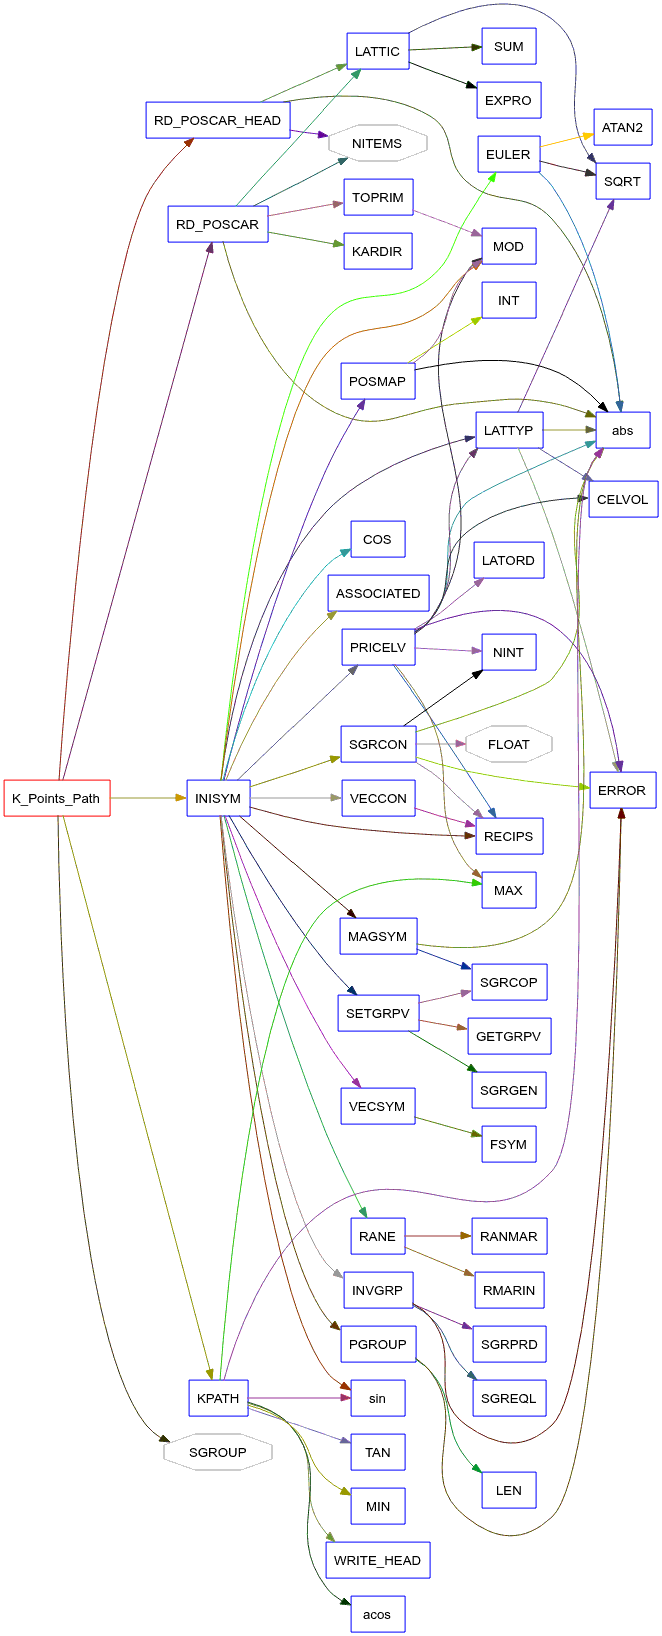 LATTIC
SUM
EXPRO
RD_POSCAR_HEAD
NITEMS
EULER
ATAN2
SQRT
TOPRIM
RD_POSCAR
KARDIR
MOD
INT
POSMAP
LATTYP
abs
CELVOL
COS
LATORD
ASSOCIATED
PRICELV
NINT
SGRCON
FLOAT
ERROR
K_Points_Path
INISYM
VECCON
RECIPS
MAX
MAGSYM
SGRCOP
SETGRPV
GETGRPV
SGRGEN
VECSYM
FSYM
RANE
RANMAR
INVGRP
RMARIN
PGROUP
SGRPRD
KPATH
sin
SGREQL
SGROUP
TAN
LEN
MIN
WRITE_HEAD
acos